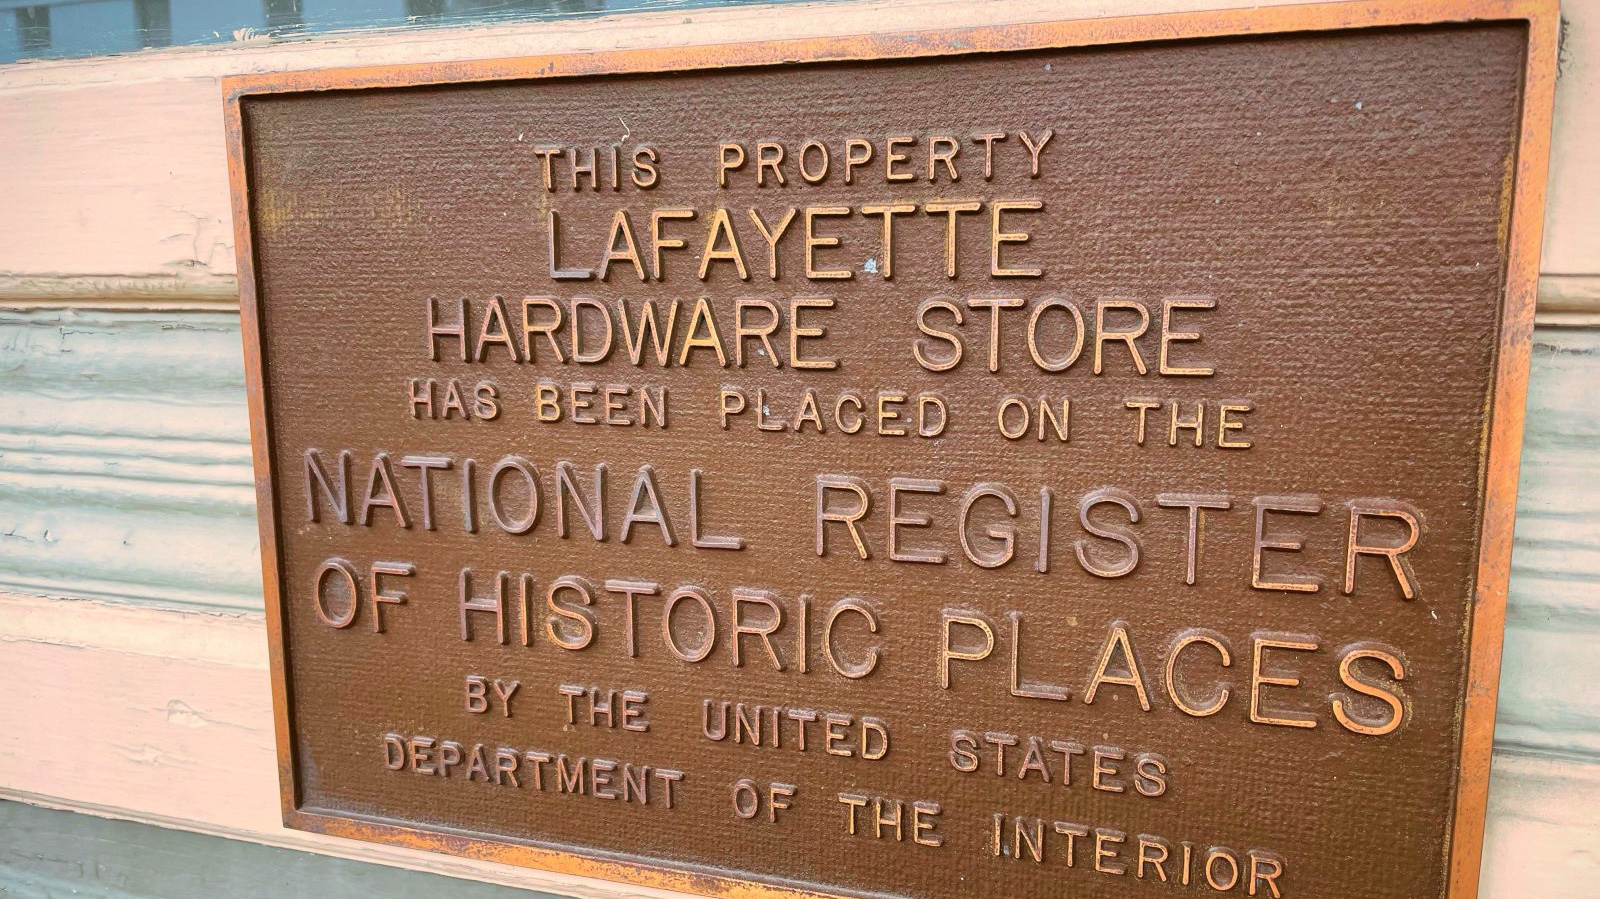 THIS PROPERTY
LAFAYETTE
HARDWARE STORE
HAS BEEN PLACED ON THE
NATIONAL REGISTER
OF HISTORIC PLACES
BY THE UNITED STATES
DEPARTMENT OF THE INTERIOR